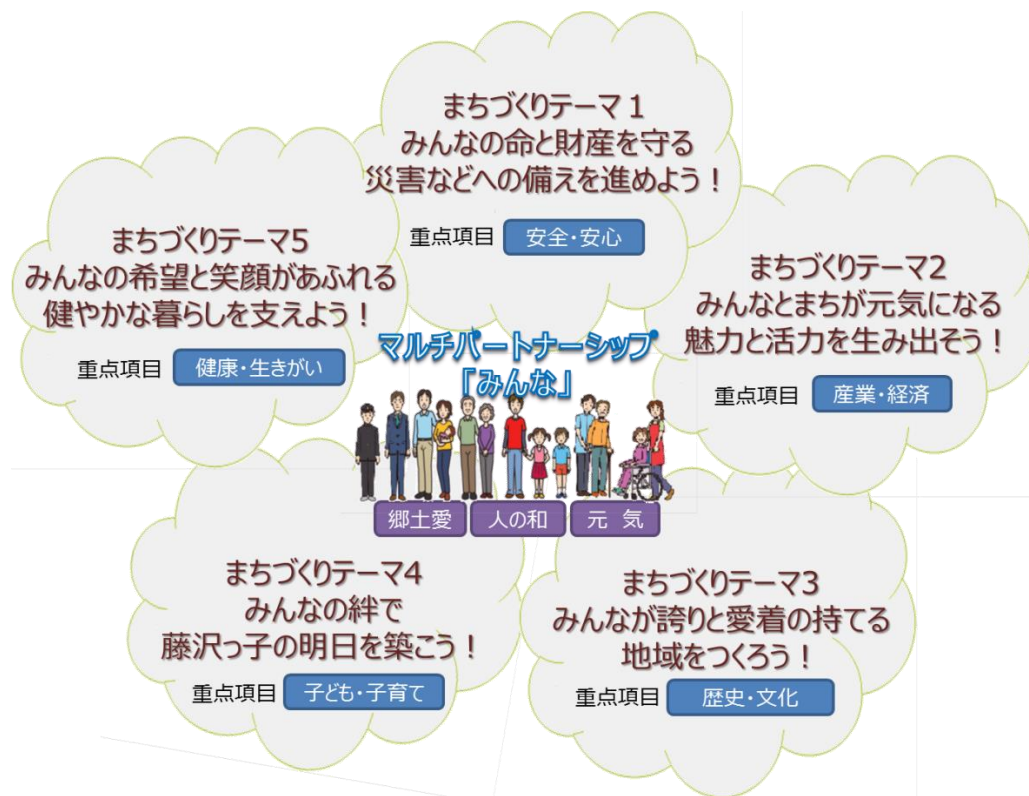 まちづくりテーマ1
みんなの命と財産を守る
災害などへの備えを進めよう！
重点項目 安全・安心
まちづくりテーマ2
みんなとまちが元気になる
魅力と活力を生み出そう！
重点項目 産業・経済
まちづくりテーマ3
みんなが誇りと愛着の持てる
地域をつくろう！
重点項目 歴史・文化
まちづくりテーマ4
みんなの絆で
藤沢っ子の明日を築こう！
重点項目 子ども・子育て
まちづくりテーマ5
みんなの希望と笑顔があふれる
健やかな暮らしを支えよう！
重点項目 健康・生きがい
マルチパートナーシップ
「みんな」
郷土愛 人の和 元 気